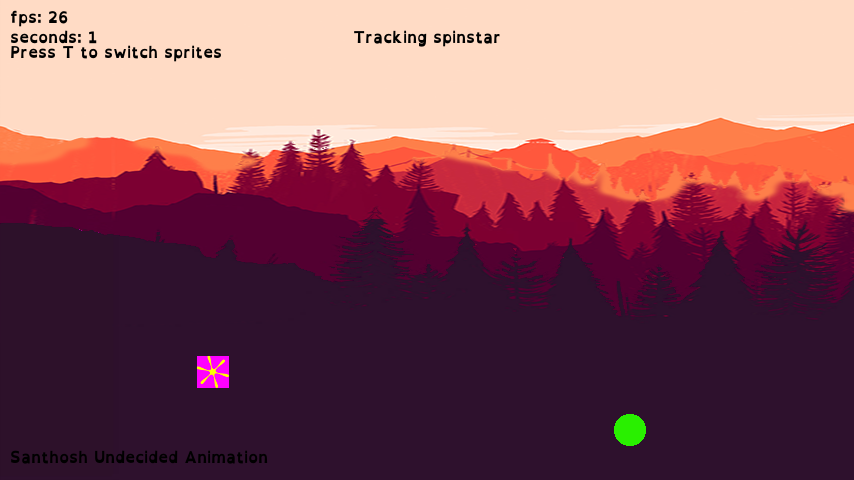 fps: 26
seconds: 1
Press T to switch sprites
Tracking spinstar
Santhosh Undecided Animation